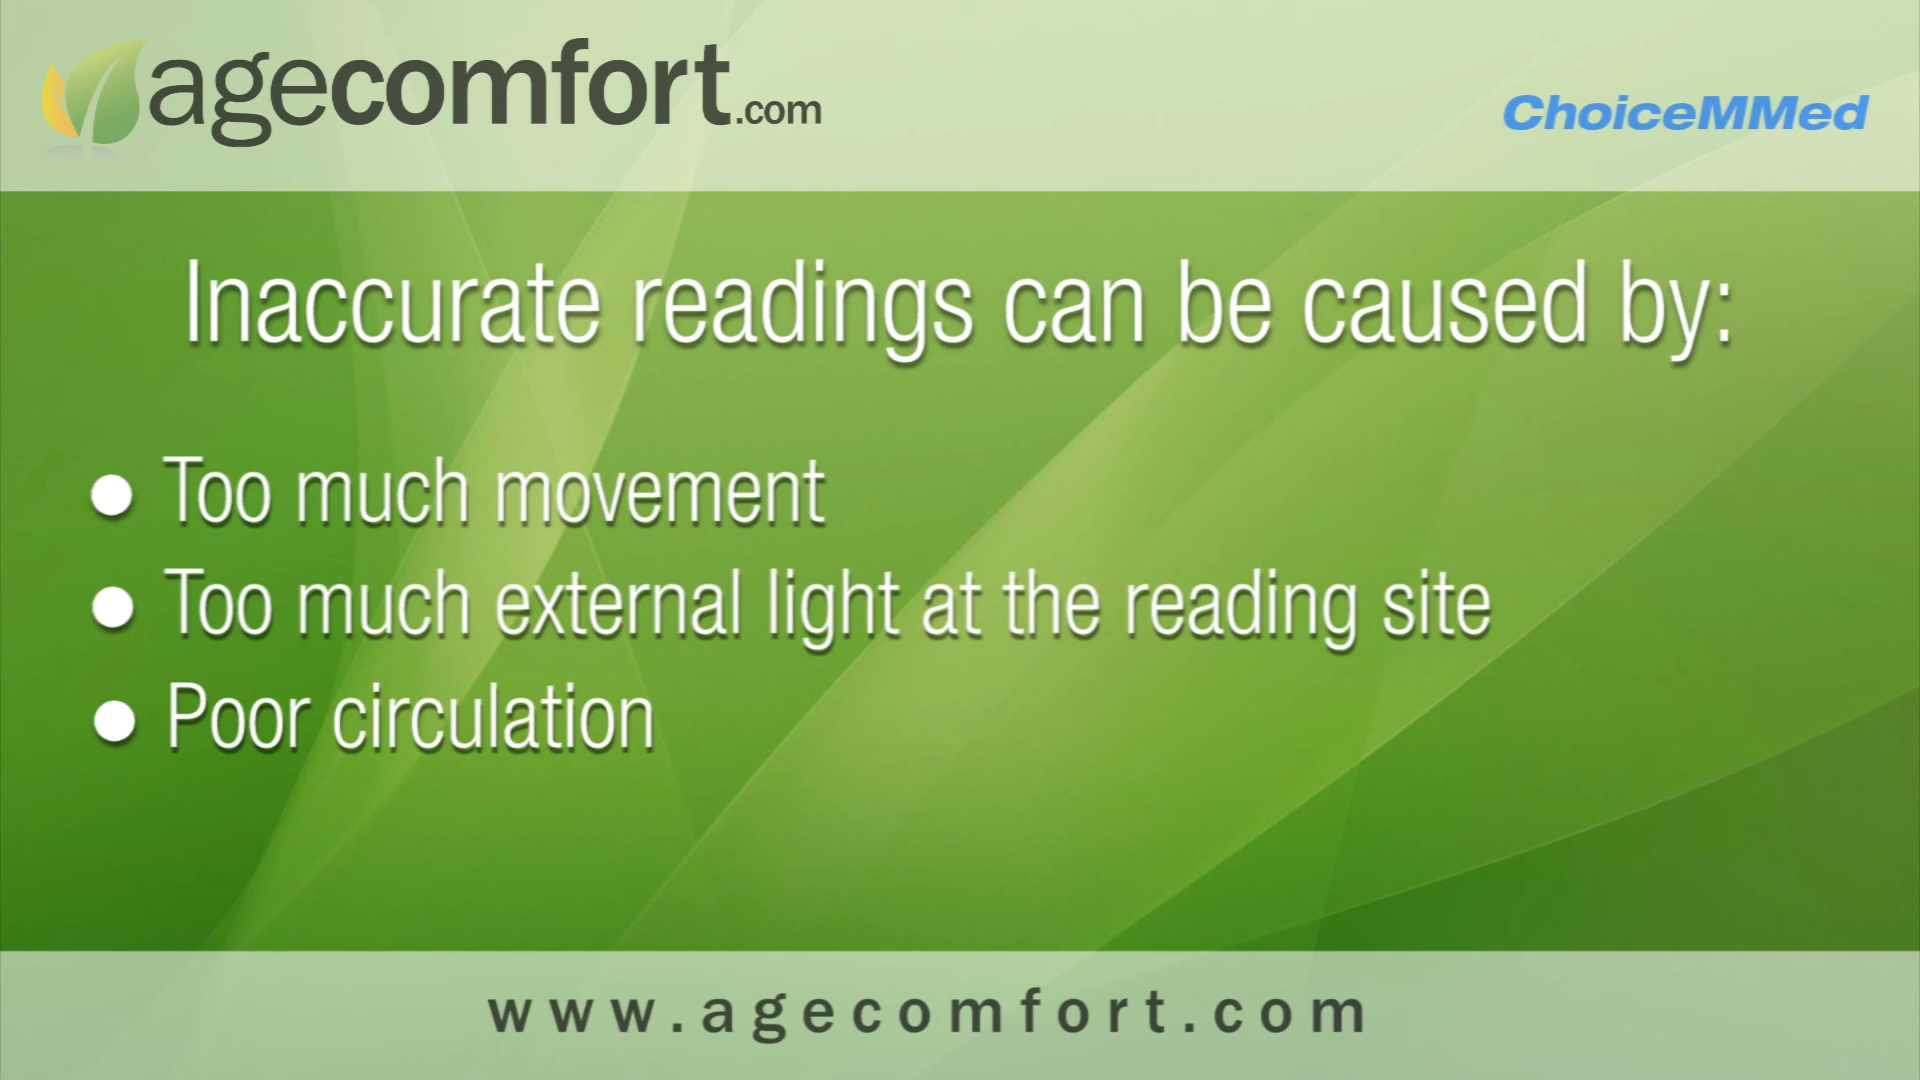 agecomfort.com
ChoiceMMed
Inaccurate readings can be caused by:
● Too much movement
● Too much external light at the reading site
● Poor circulation
www.agecomfort.com